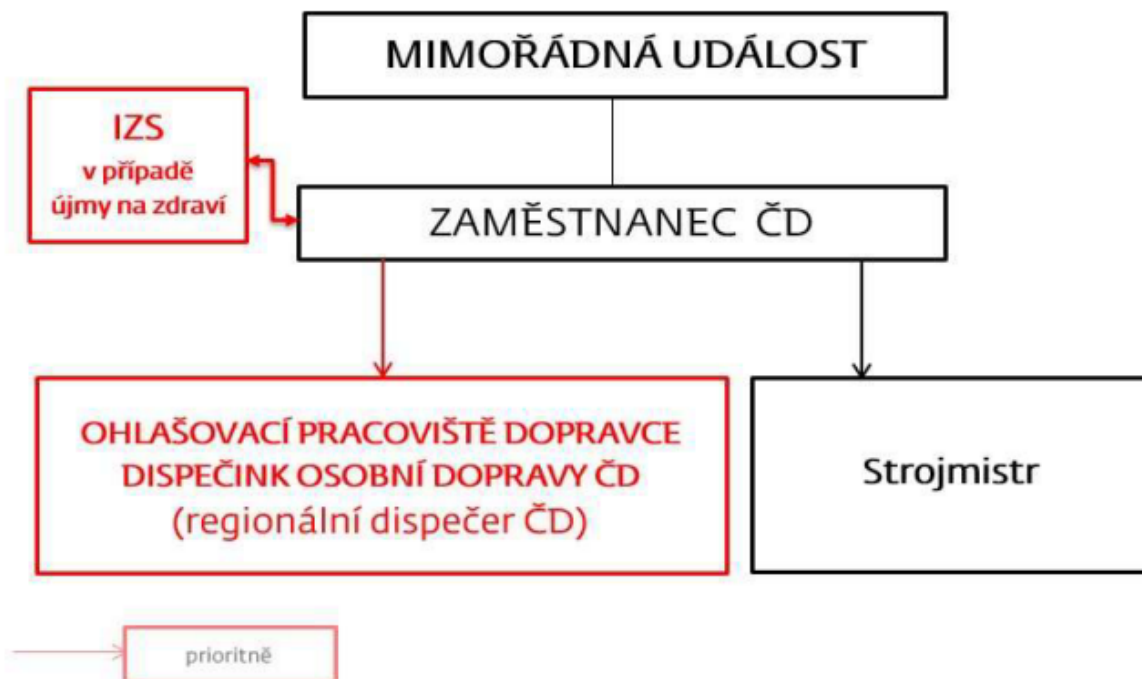 MIMOŘÁDNÁ UDÁLOST
IZS
v případě
újmy na zdraví
ZAMĚSTNANEC ČD
OHLAŠOVACÍ PRACOVIŠTĚ DOPRAVCE
DISPEČINK OSOBNÍ DOPRAVY ČD
(regionální dispečer ČD)
Strojmistr
prioritně